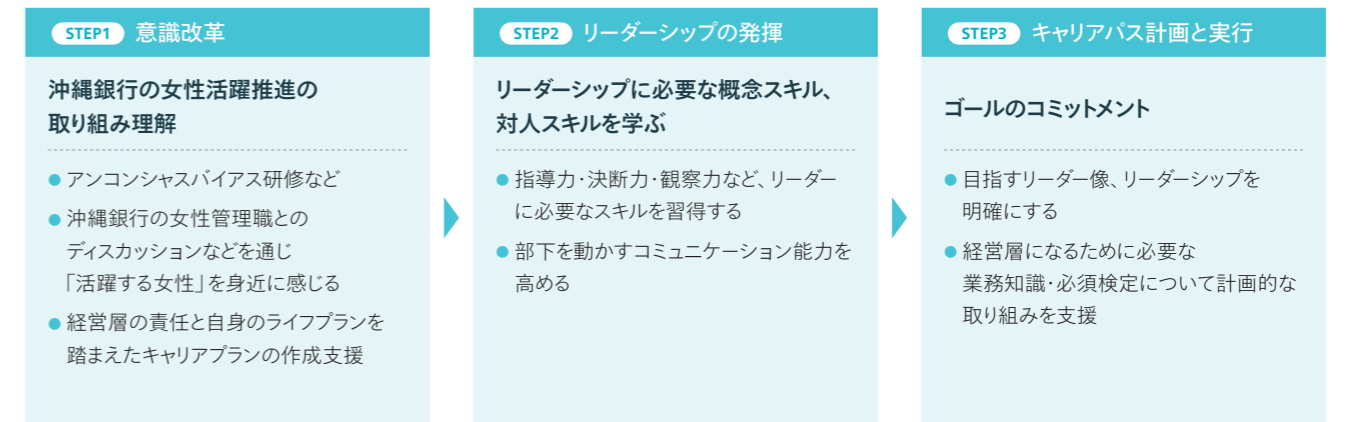 STEP1 意識改革
沖縄銀行の女性活躍推進の
取り組み理解
● アンコンシャスバイアス研修など
● 沖縄銀行の女性管理職との
ディスカッションなどを通じ
「活躍する女性」を身近に感じる
● 経営層の責任と自身のライフプランを
踏まえたキャリアプランの作成支援
STEP2 リーダーシップの発揮
リーダーシップに必要な概念スキル、
対人スキルを学ぶ
● 指導力・決断力・観察力など、リーダー
に必要なスキルを習得する
● 部下を動かすコミュニケーション能力を
高める
STEP3 キャリアパス計画と実行
ゴールのコミットメント
● 目指すリーダー像、リーダーシップを
明確にする
● 経営層になるために必要な
業務知識・必須検定について計画的な
取り組みを支援